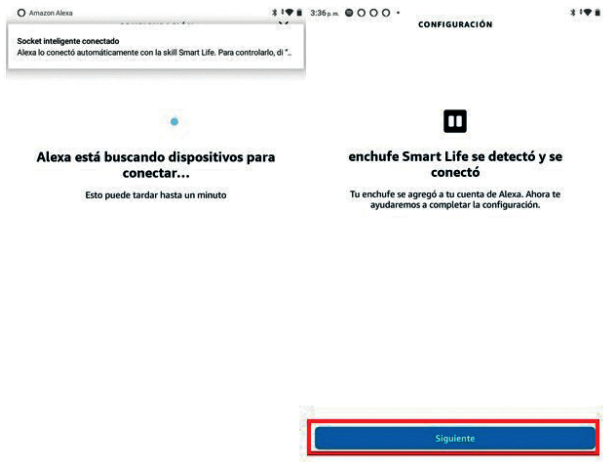 Amazon Alexa
Socket inteligente conectado
Alexa lo conectó automáticamente con la skill Smart Life. Para controlarlo, di "..
Alexa está buscando dispositivos para
conectar...
Esto puede tardar hasta un minuto
3:36 p. m.
CONFIGURACIÓN
enchufe Smart Life se detectó y se
conectó
Tu enchufe se agregó a tu cuenta de Alexa. Ahora te
ayudaremos a completar la configuración.
Siguiente